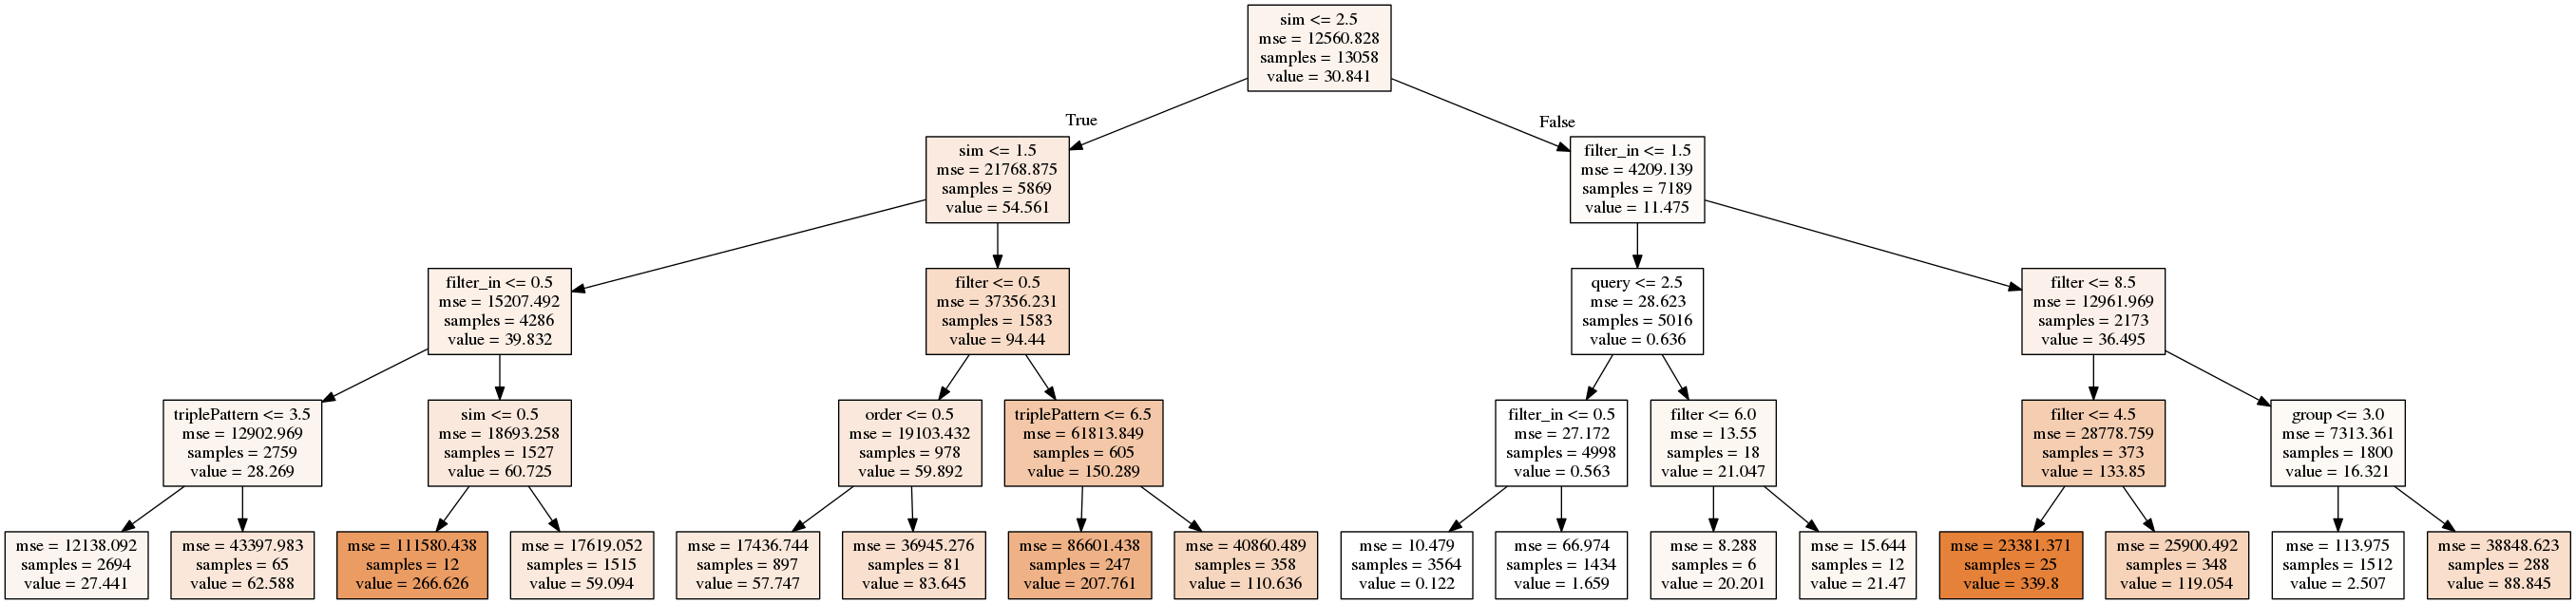 sim <= 2.5
mse = 12560.828
samples = 13058
value = 30.841
True
False
sim <= 1.5
mse = 21768.875
samples = 5869
value = 54.561
filter_in <= 1.5
mse = 4209.139
samples = 7189
value = 11.475
filter_in <= 0.5
mse = 15207.492
samples = 4286
value = 39.832
filter <= 0.5
mse = 37356.231
samples = 1583
value = 94.44
query <= 2.5
mse = 28.623
samples = 5016
value = 0.636
filter <= 8.5
mse = 12961.969
samples = 2173
value = 36.495
triplePattern <= 3.5
mse = 12902.969
samples = 2759
value = 28.269
sim <= 0.5
mse = 18693.258
samples = 1527
value = 60.725
order <= 0.5
mse = 19103.432
samples = 978
value = 59.892
triplePattern <= 6.5
mse = 61813.849
samples = 605
value = 150.289
filter_in <= 0.5
mse = 27.172
samples = 4998
value = 0.563
filter <= 6.0
mse = 13.55
samples = 18
value = 21.047
filter <= 4.5
mse = 28778.759
samples = 373
value = 133.85
group <= 3.0
mse = 7313.361
samples = 1800
value = 16.321
mse = 12138.092
samples = 2694
value = 27.441
mse = 43397.983
samples = 65
value = 62.588
mse = 111580.438
samples = 12
value = 266.626
mse = 17619.052
samples = 1515
value = 59.094
mse = 17436.744
samples = 897
value = 57.747
mse = 36945.276
samples = 81
value = 83.645
mse = 86601.438
samples = 247
value = 207.761
mse = 40860.489
samples = 358
value = 110.636
mse = 10.479
samples = 3564
value = 0.122
mse = 66.974
samples = 1434
value = 1.659
mse = 8.288
samples = 6
value = 20.201
mse = 15.644
samples = 12
value = 21.47
mse = 23381.371
samples = 25
value = 339.8
mse = 25900.492
samples = 348
value = 119.054
mse = 113.975
samples = 1512
value = 2.507
mse = 38848.623
samples = 288
value = 88.845